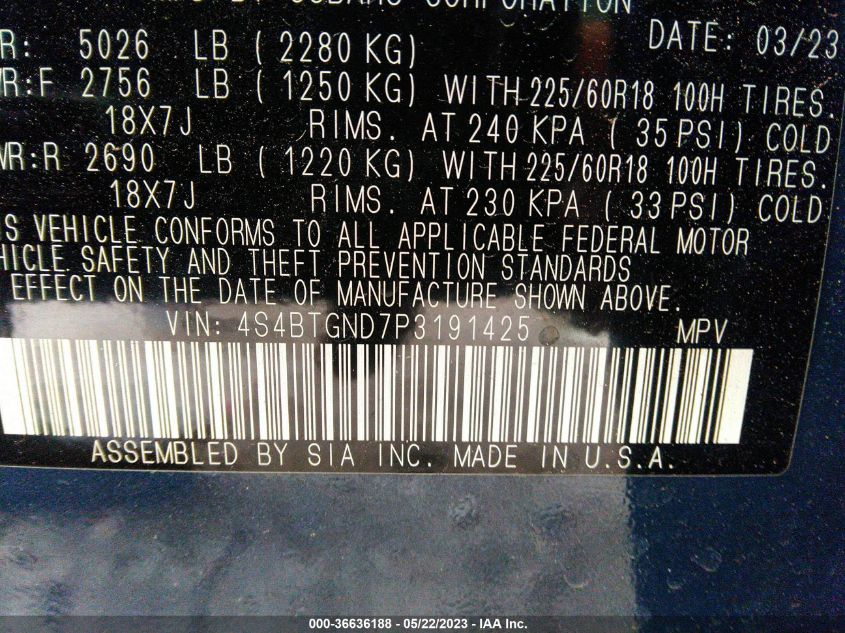 SUBARU CORPORATION
DATE: 03/23
R: 5026 LB (2280 KG)
WR:F 2756 LB (1250 KG) WITH 225/60R18 100H TIRES.
18X7J RIMS. AT 240 KPA (35 PSI) COLD
WR:R 2690 LB (1220 KG) WITH 225/60R18 100H TIRES.
18X7J RIMS. AT 230 KPA (33 PSI) COLD
S VEHICLE CONFORMS TO ALL APPLICABLE FEDERAL MOTOR
HICLE SAFETY AND THEFT PREVENTION STANDARDS
EFFECT ON THE DATE OF MANUFACTURE SHOWN ABOVE.
VIN: 4S4BTGND7P3191425 MPV
ASSEMBLED BY SIA INC. MADE IN U.S.A.
000-36636188 - 05/22/2023 - IAA Inc.